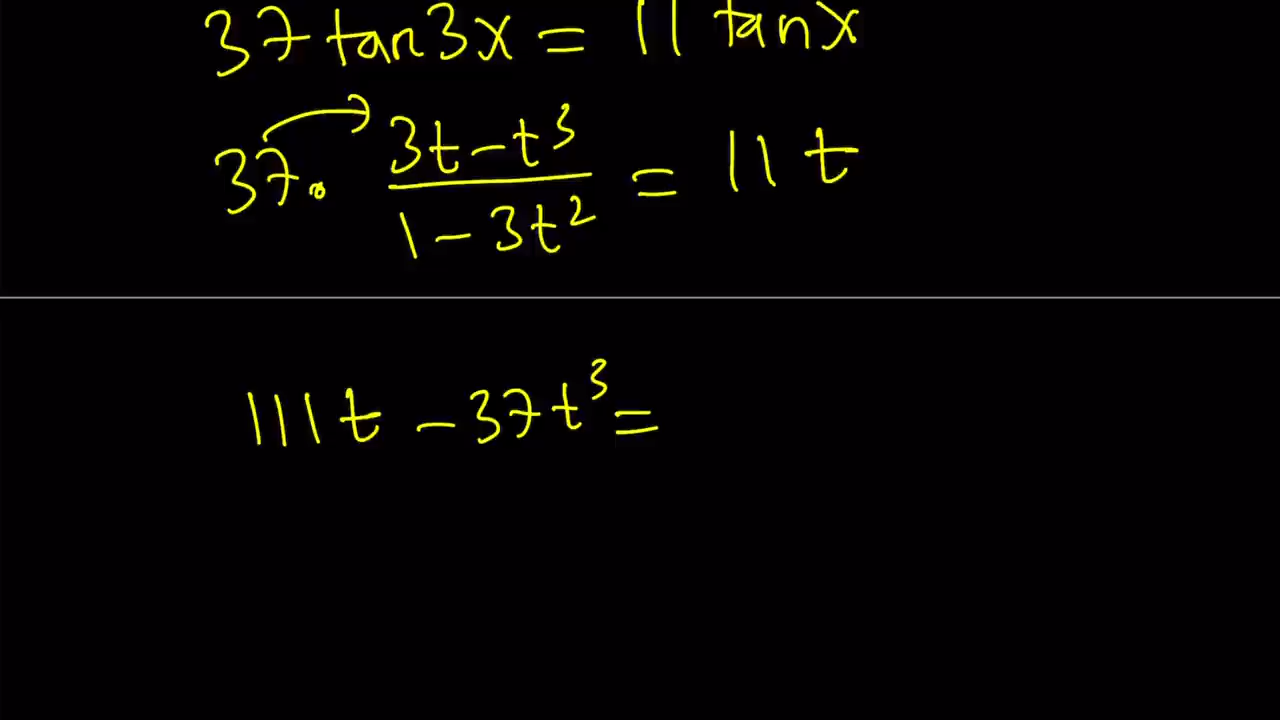 37 tan3x = 11 tanx
37. 3t-t³/1-3t² = 11t
111t - 37t³ =